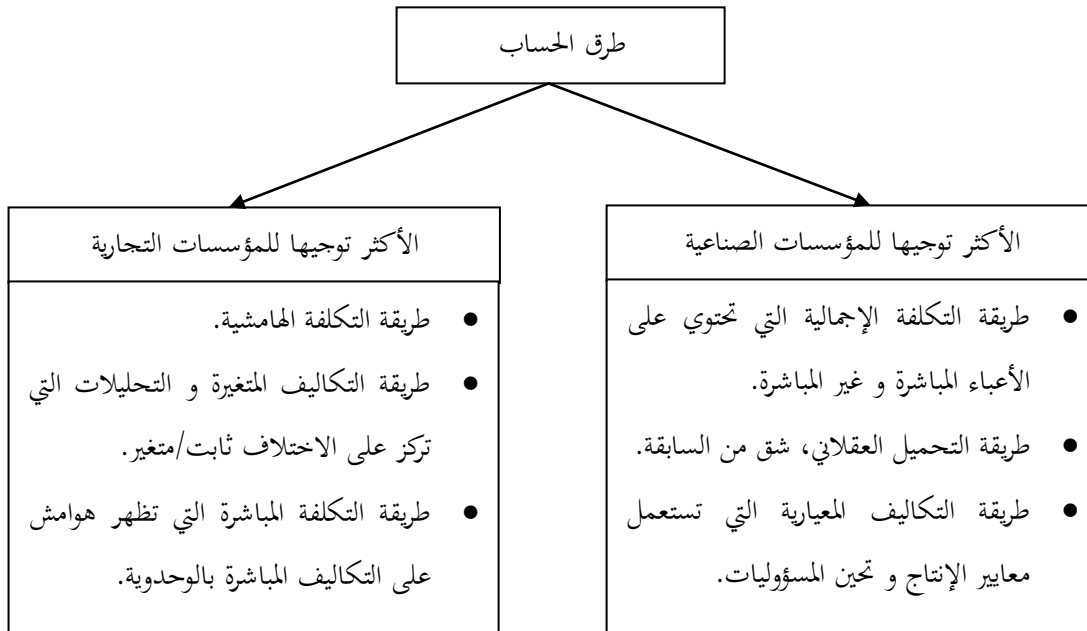 طرق الحساب
الأكثر توجيها للمؤسسات الصناعية
● طريقة التكلفة الإجمالية التي تحتوي على
الأعباء المباشرة و غير المباشرة.
● طريقة التحميل العقلاني، شق من السابقة.
● طريقة التكاليف المعيارية التي تستعمل
معايير الإنتاج و تحين المسؤوليات.
الأكثر توجيها للمؤسسات التجارية
● طريقة التكلفة الهامشية.
● طريقة التكاليف المتغيرة و التحليلات التي
تركز على الاختلاف ثابت/متغير.
● طريقة التكلفة المباشرة التي تظهر هوامش
على التكاليف المباشرة بالوحدوية.